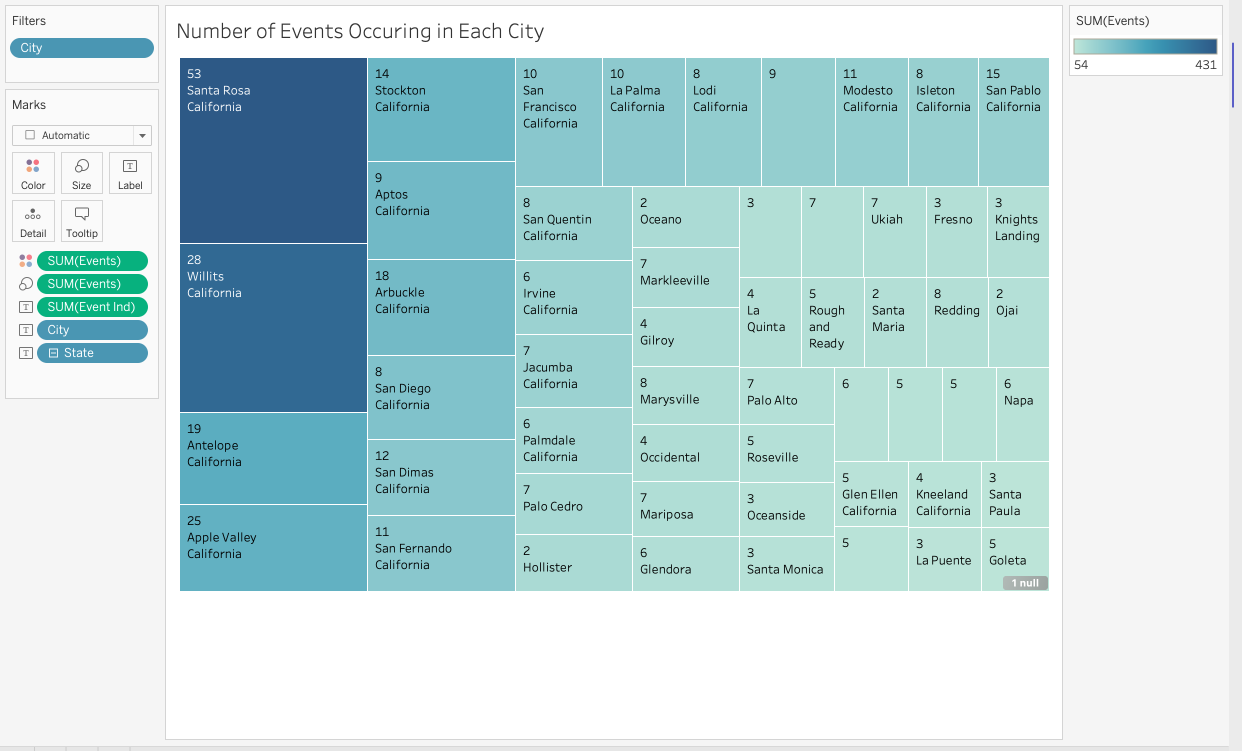 Filters
City
Marks
Automatic
Color
Size
Label
Detail
Tooltip
SUM(Events)
SUM(Events)
SUM(Event Ind)
City
State
Number of Events Occuring in Each City
53
Santa Rosa
California
28
Willits
California
19
Antelope
California
25
Apple Valley
California
14
Stockton
California
9
Aptos
California
18
Arbuckle
California
8
San Diego
California
12
San Dimas
California
11
San Fernando
California
10
San
Francisco
California
10
La Palma
California
8
Lodi
California
9
11
Modesto
California
8
Isleton
California
15
San Pablo
California
8
San Quentin
California
6
Irvine
California
7
Jacumba
California
6
Palmdale
California
7
Palo Cedro
2
Hollister
2
Oceano
7
Markleeville
4
Gilroy
8
Marysville
4
Occidental
7
Mariposa
6
Glendora
3
7
7
Ukiah
3
Fresno
3
Knights
Landing
4
La
Quinta
5
Rough
and
Ready
2
Santa
Maria
8
Redding
2
Ojai
7
Palo Alto
5
Roseville
3
Oceanside
3
Santa Monica
6
5
5
6
Napa
5
Glen Ellen
California
4
Kneeland
California
3
Santa
Paula
5
3
La Puente
5
Goleta
1 null
SUM(Events)
54 431